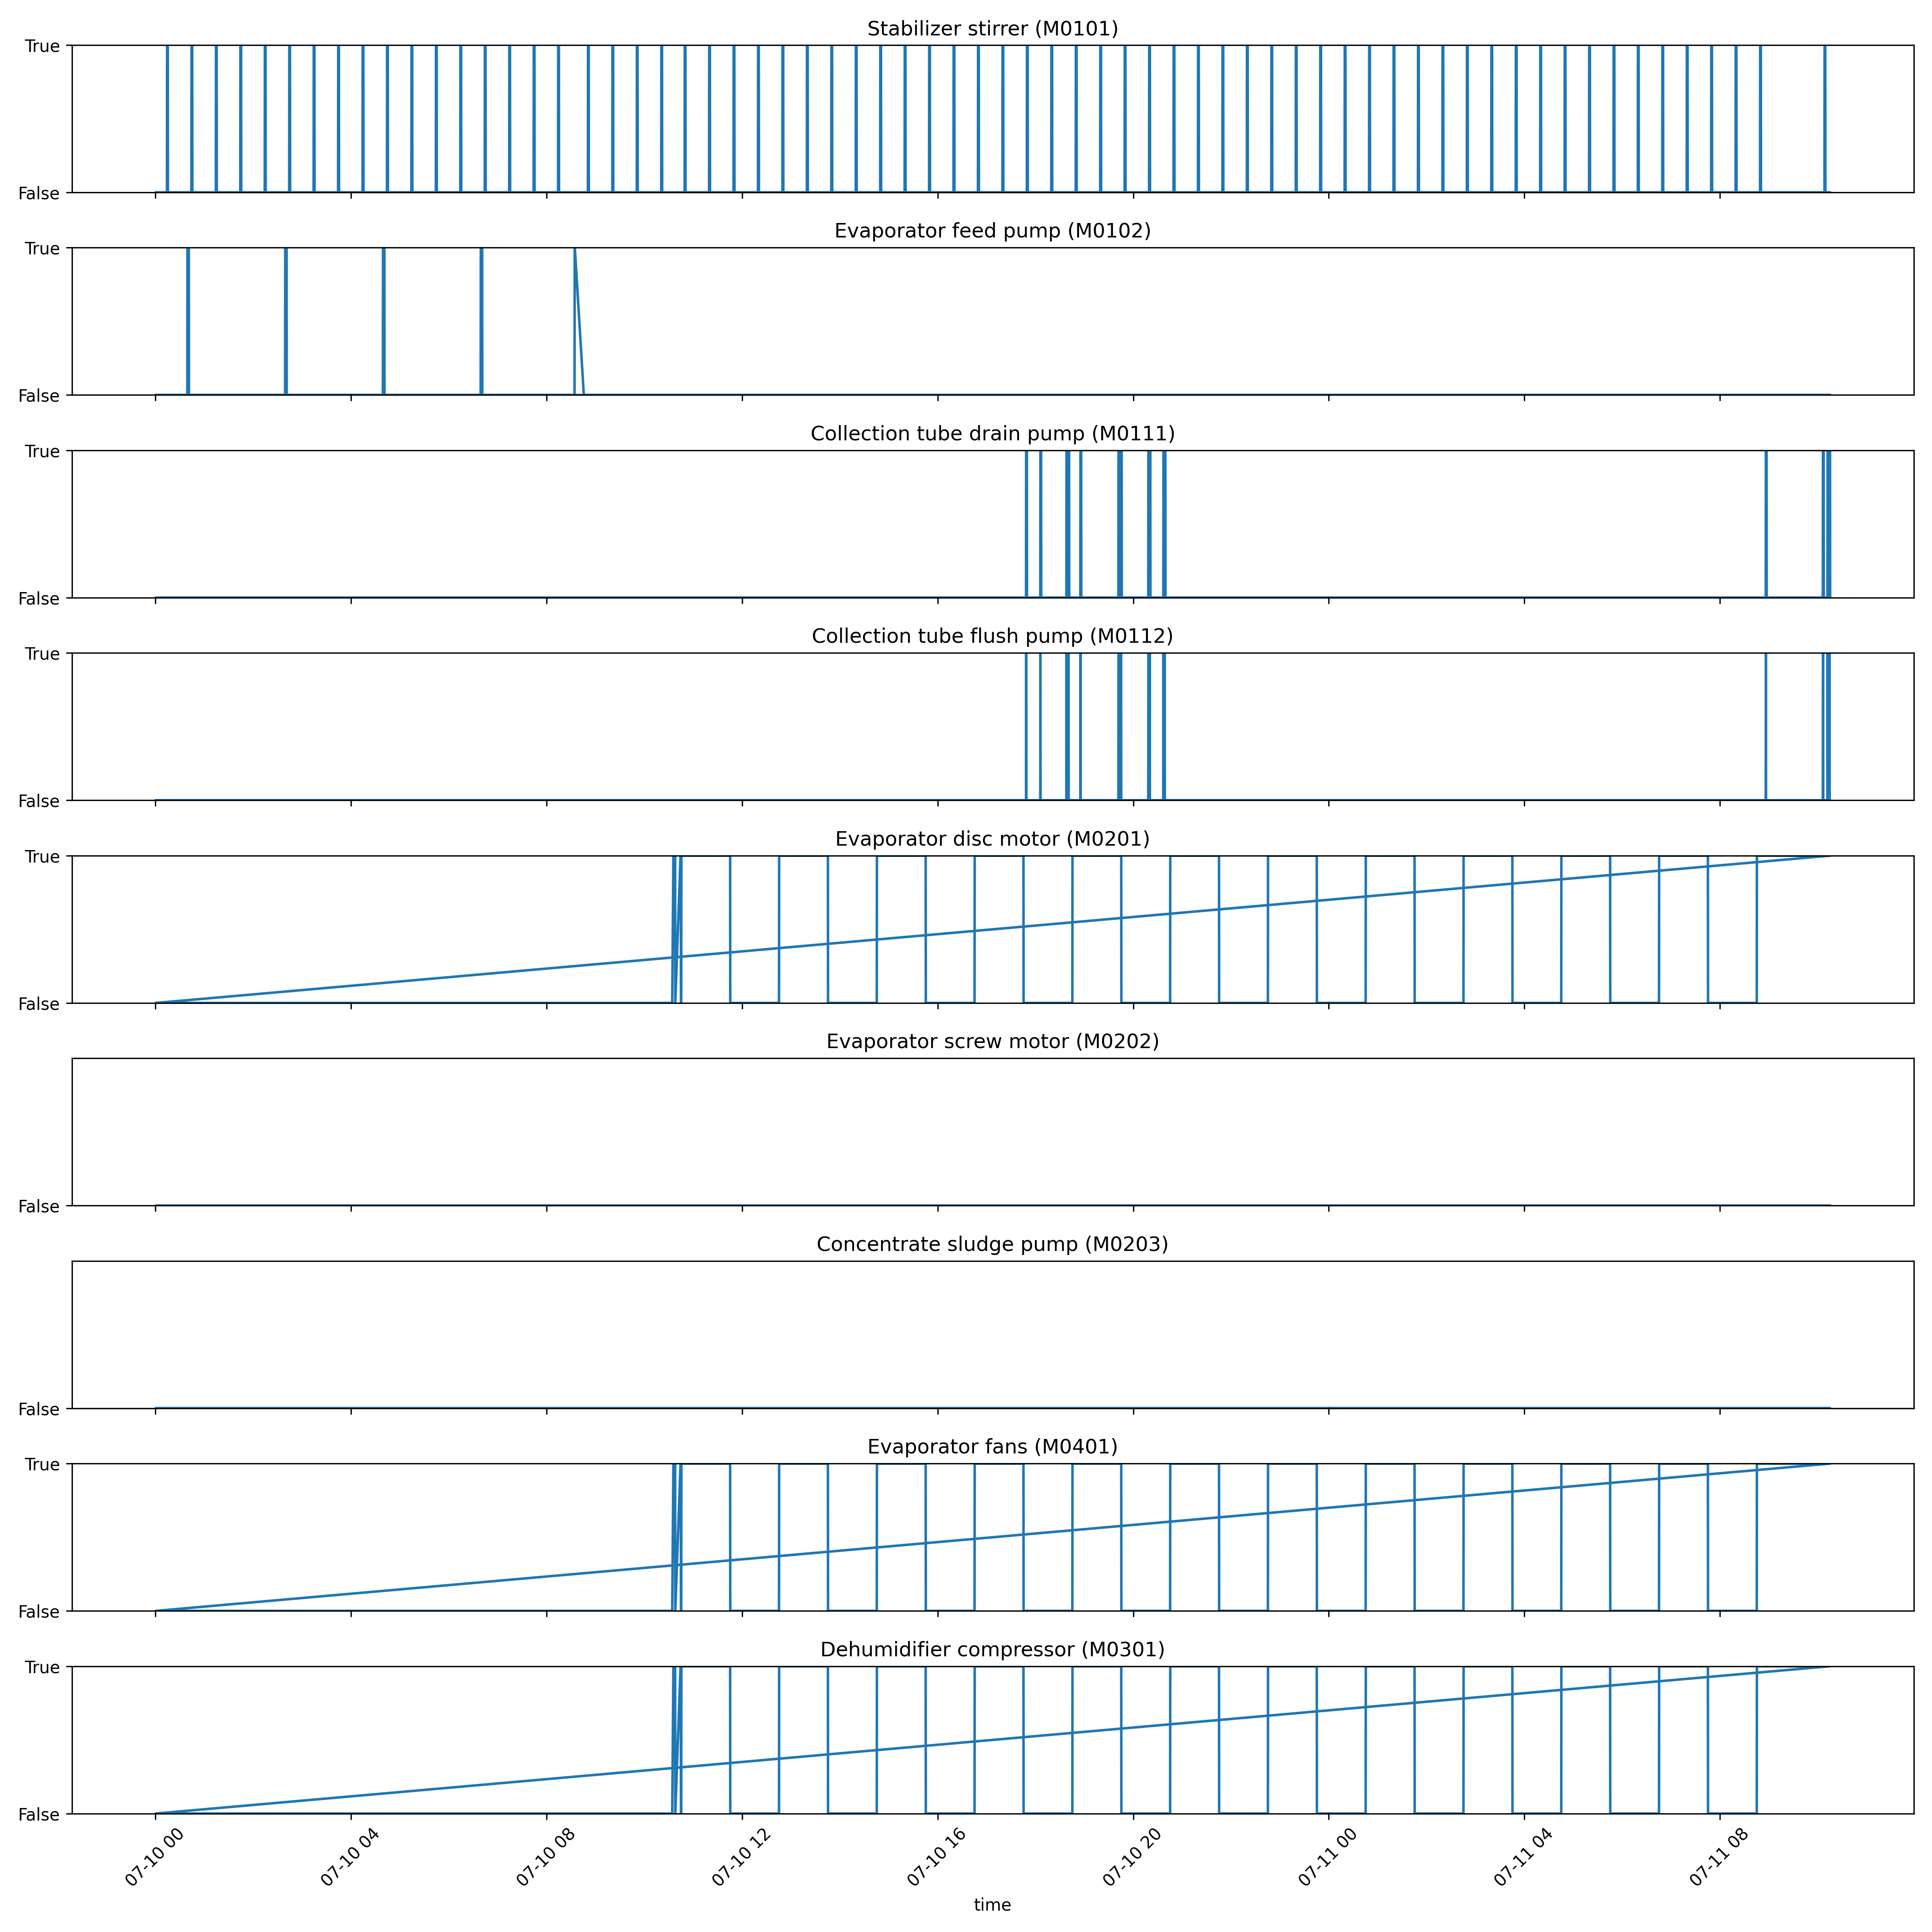 Stabilizer stirrer (M0101)
True
False
Evaporator feed pump (M0102)
True
False
Collection tube drain pump (M0111)
True
False
Collection tube flush pump (M0112)
True
False
Evaporator disc motor (M0201)
True
False
Evaporator screw motor (M0202)
False
Concentrate sludge pump (M0203)
False
Evaporator fans (M0401)
True
False
Dehumidifier compressor (M0301)
True
False
07-10 00 07-10 04 07-10 08 07-10 12 07-10 16 07-10 20 07-11 00 07-11 04 07-11 08
time